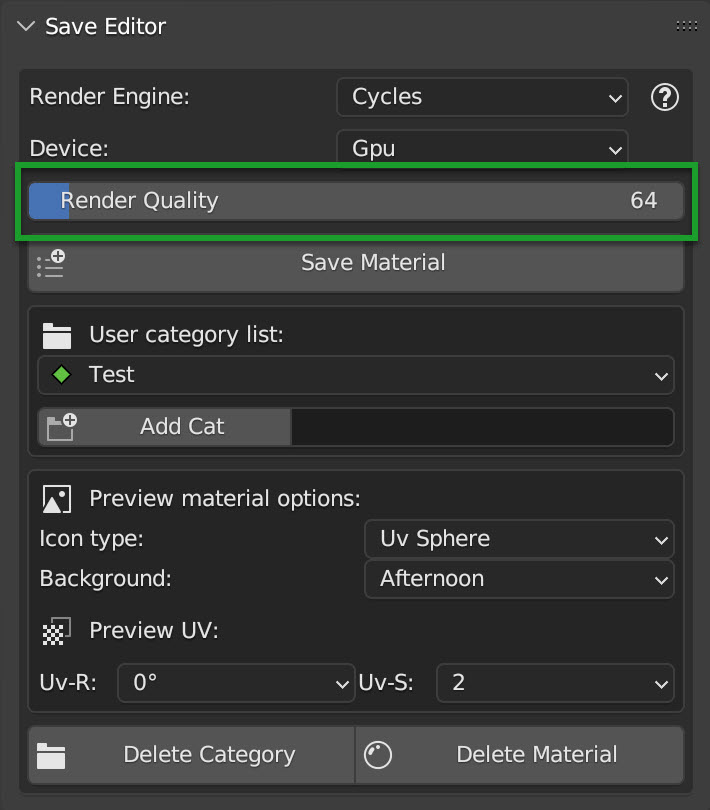 Save Editor
Render Engine: Cycles ?
Device: Gpu
Render Quality 64
Save Material
User category list:
Test
Add Cat
Preview material options:
Icon type: Uv Sphere
Background: Afternoon
Preview UV:
Uv-R: 0° Uv-S: 2
Delete Category Delete Material